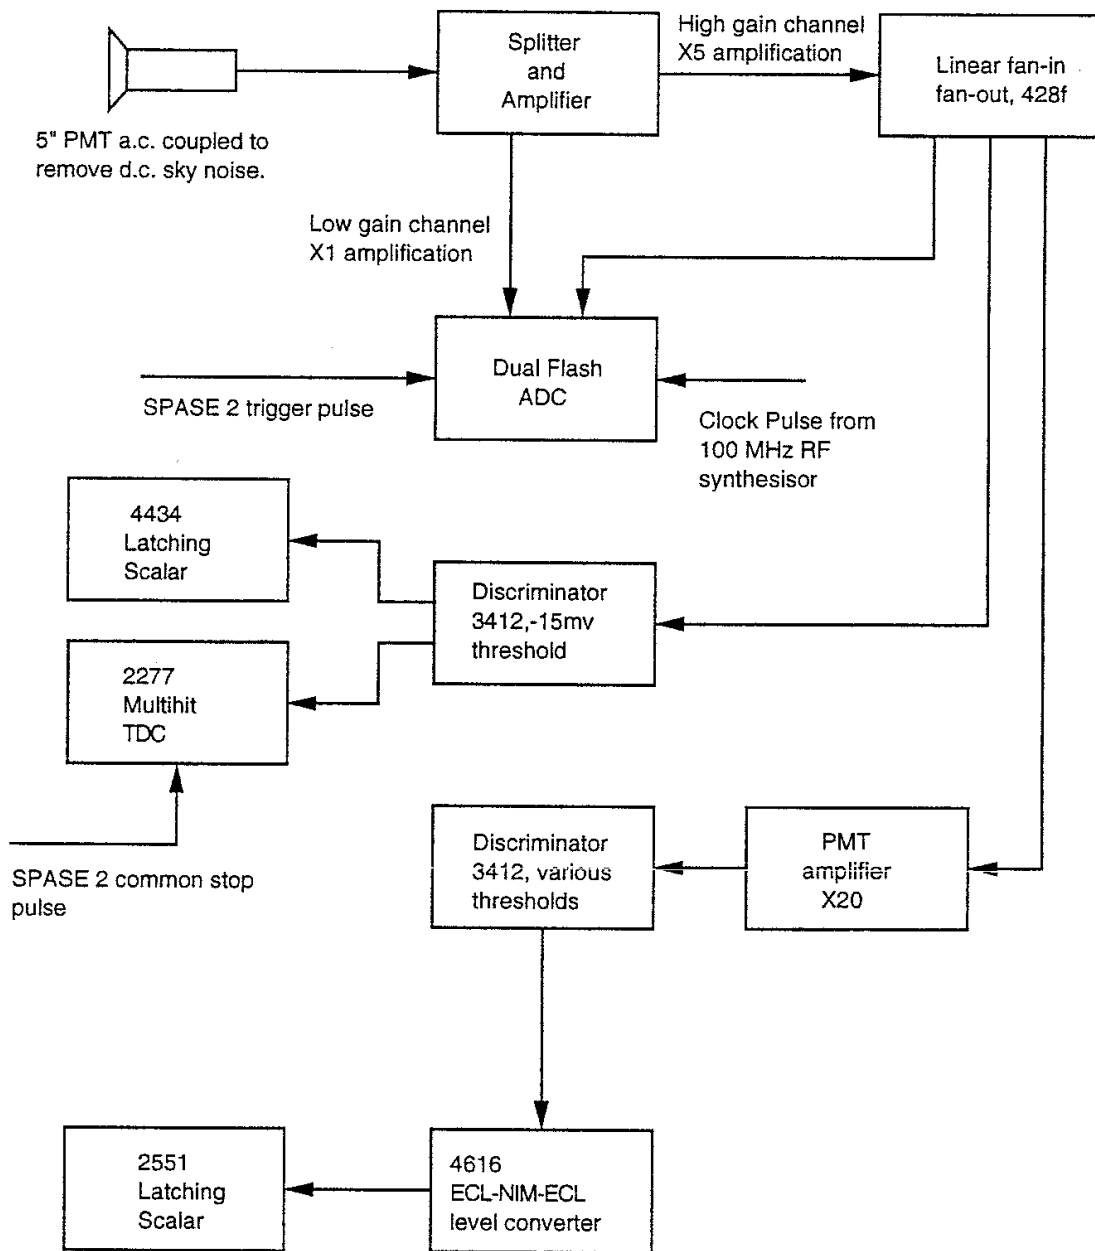 Splitter
and
Amplifier
High gain channel
X5 amplification
Linear fan-in
fan-out, 428f
5" PMT a.c. coupled to
remove d.c. sky noise.
Low gain channel
X1 amplification
Dual Flash
ADC
SPASE 2 trigger pulse
Clock Pulse from
100 MHz RF
synthesisor
4434
Latching
Scalar
Discriminator
3412,-15mv
threshold
2277
Multihit
TDC
SPASE 2 common stop
pulse
Discriminator
3412, various
thresholds
PMT
amplifier
X20
2551
Latching
Scalar
4616
ECL-NIM-ECL
level converter